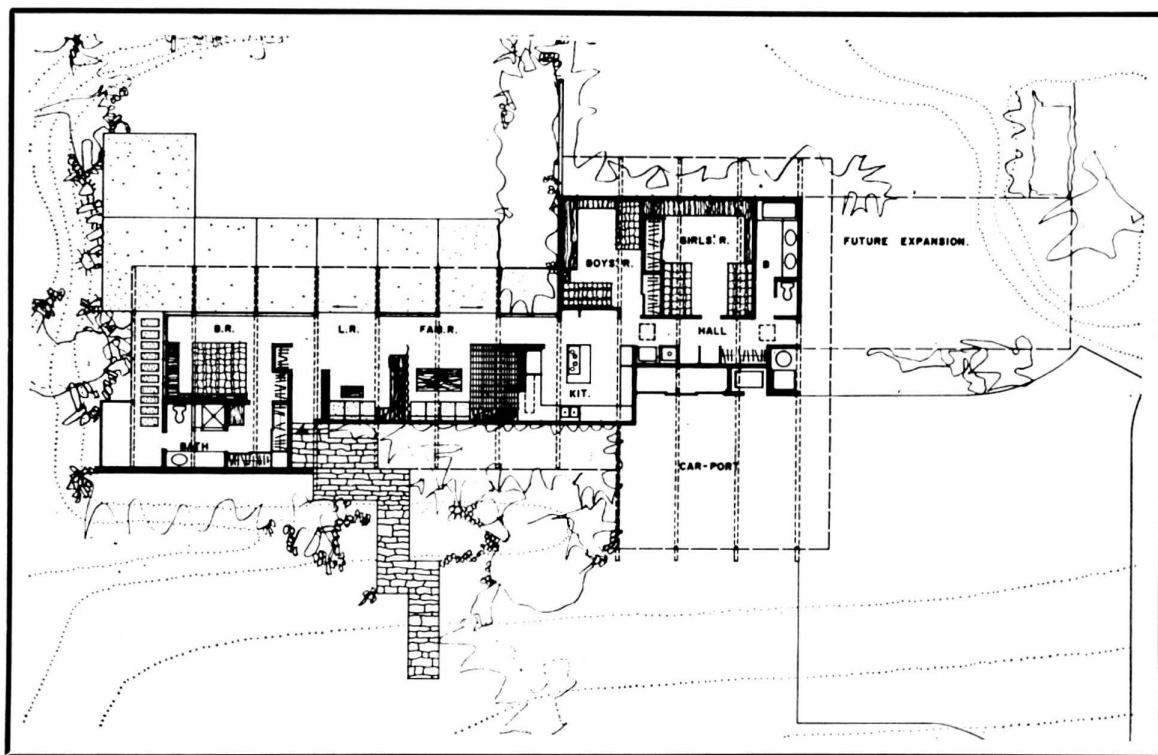 GIRLS' R.
FUTURE EXPANSION.
BOYS' R.
B
B.R.
L.R.
FAM.R.
HALL
KIT.
BATH
CAR-PORT